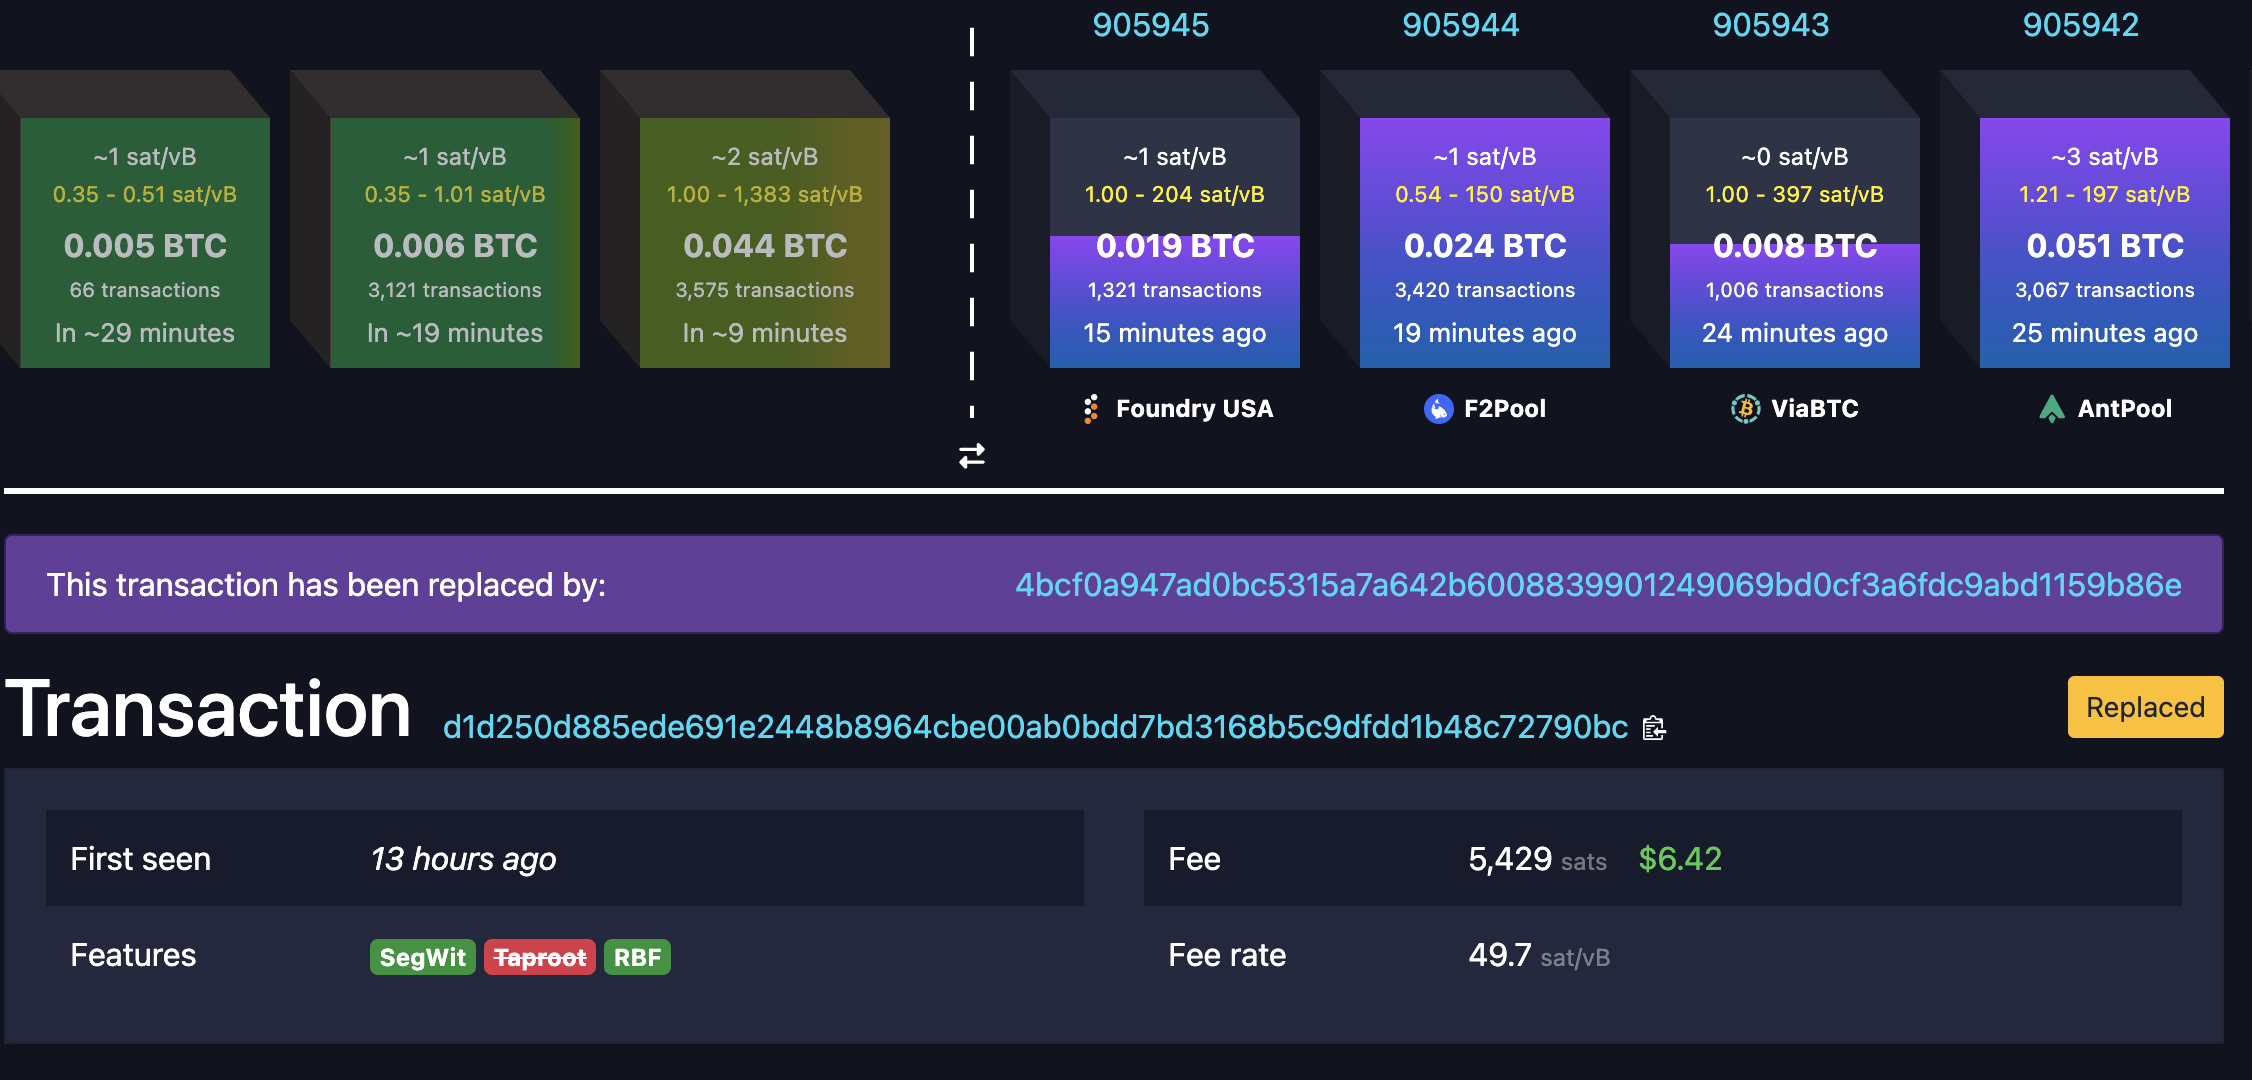 905945 905944 905943 905942
~1 sat/vB ~1 sat/vB ~2 sat/vB ~1 sat/vB ~1 sat/vB ~0 sat/vB ~3 sat/vB
0.35 - 0.51 sat/vB 0.35 - 1.01 sat/vB 1.00 - 1,383 sat/vB 1.00 - 204 sat/vB 0.54 - 150 sat/vB 1.00 - 397 sat/vB 1.21 - 197 sat/vB
0.005 BTC 0.006 BTC 0.044 BTC 0.019 BTC 0.024 BTC 0.008 BTC 0.051 BTC
66 transactions 3,121 transactions 3,575 transactions 1,321 transactions 3,420 transactions 1,006 transactions 3,067 transactions
In ~29 minutes In ~19 minutes In ~9 minutes 15 minutes ago 19 minutes ago 24 minutes ago 25 minutes ago
Foundry USA F2Pool ViaBTC AntPool
This transaction has been replaced by: 4bcf0a947ad0bc5315a7a642b6008839901249069bd0cf3a6fdc9abd1159b86e
Transaction d1d250d885ede691e2448b8964cbe00ab0bdd7bd3168b5c9dfdd1b48c72790bc Replaced
First seen 13 hours ago Fee 5,429 sats $6.42
Features SegWit Taproot RBF Fee rate 49.7 sat/vB